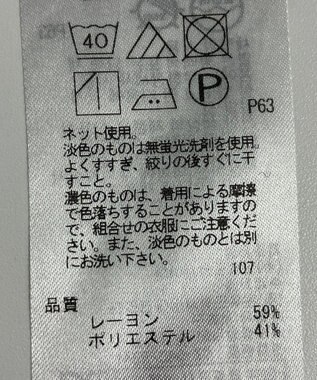 40
P
P63
ネット使用。
淡色のものは無蛍光洗剤を使用。
よくすすぎ、絞りの後すぐに干
すこと。
濃色のものは、着用による摩擦
で色落ちすることがありますの
で、組合せの衣服にご注意くだ
さい。また、淡色のものとは別
にお洗い下さい。
107
品質
レーヨン 59%
ポリエステル 41%